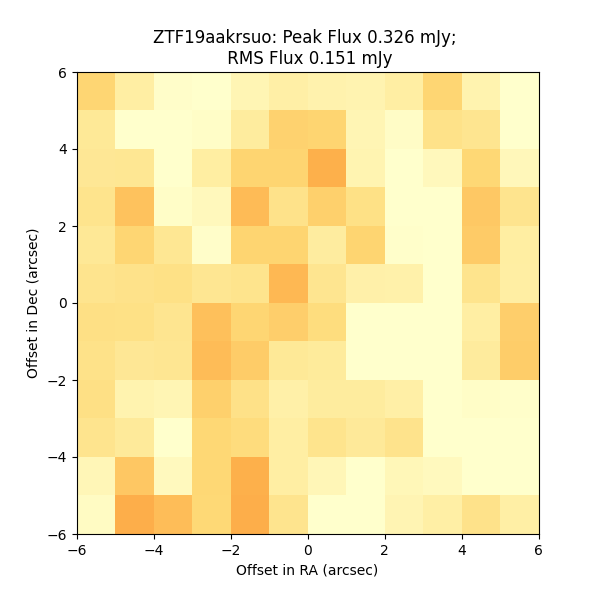 ZTF19aakrsuo: Peak Flux 0.326 mJy;
RMS Flux 0.151 mJy
6
4
2
0
−2
−4
−6
Offset in Dec (arcsec)
−6 −4 −2 0 2 4 6
Offset in RA (arcsec)